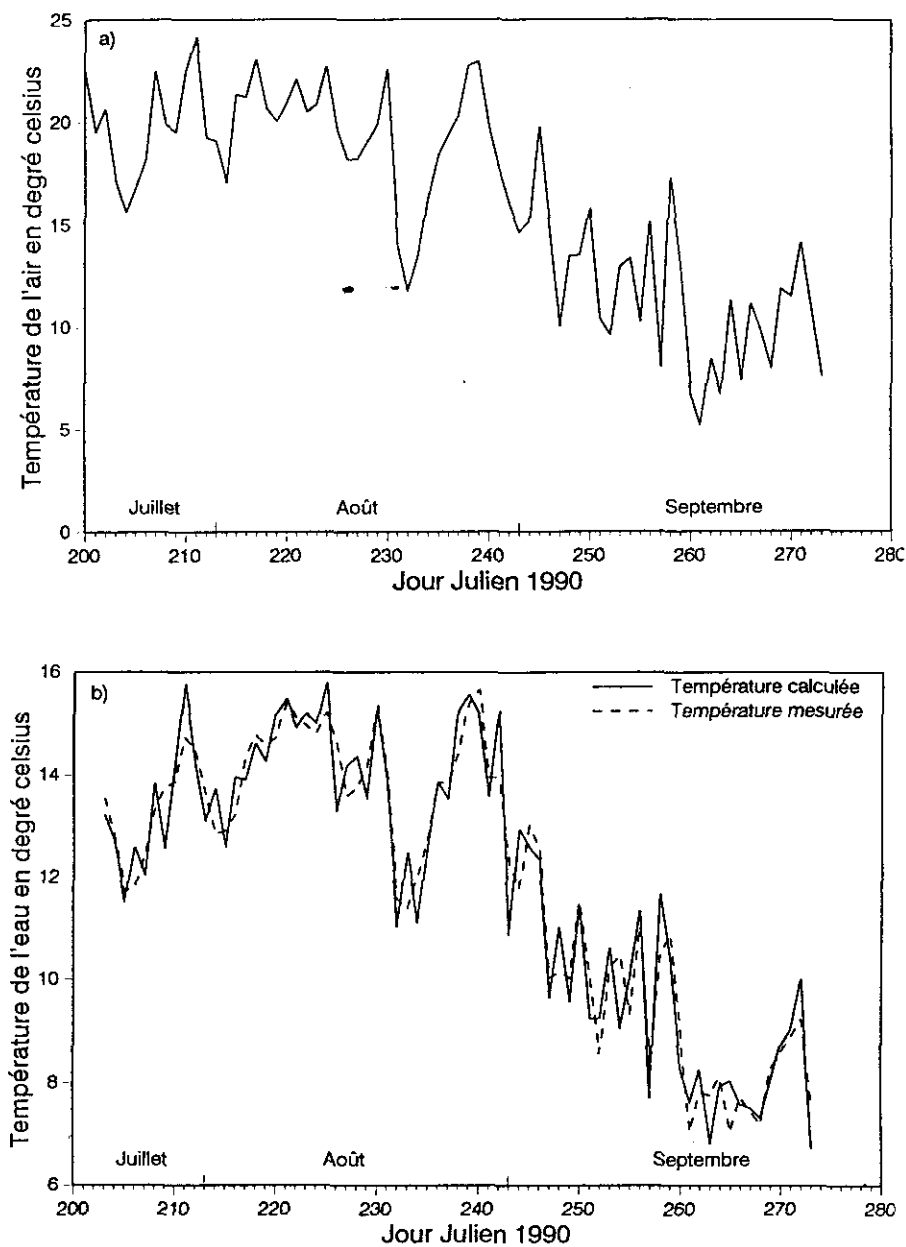 a)
Température de l'air en degré celsius
25
20
15
10
5
0
Juillet
Août
Septembre
200
210
220
230
240
250
260
270
280
Jour Julien 1990
b)
Température calculée
Température mesurée
Température de l'eau en degré celsius
16
14
12
10
8
6
Juillet
Août
Septembre
200
210
220
230
240
250
260
270
280
Jour Julien 1990